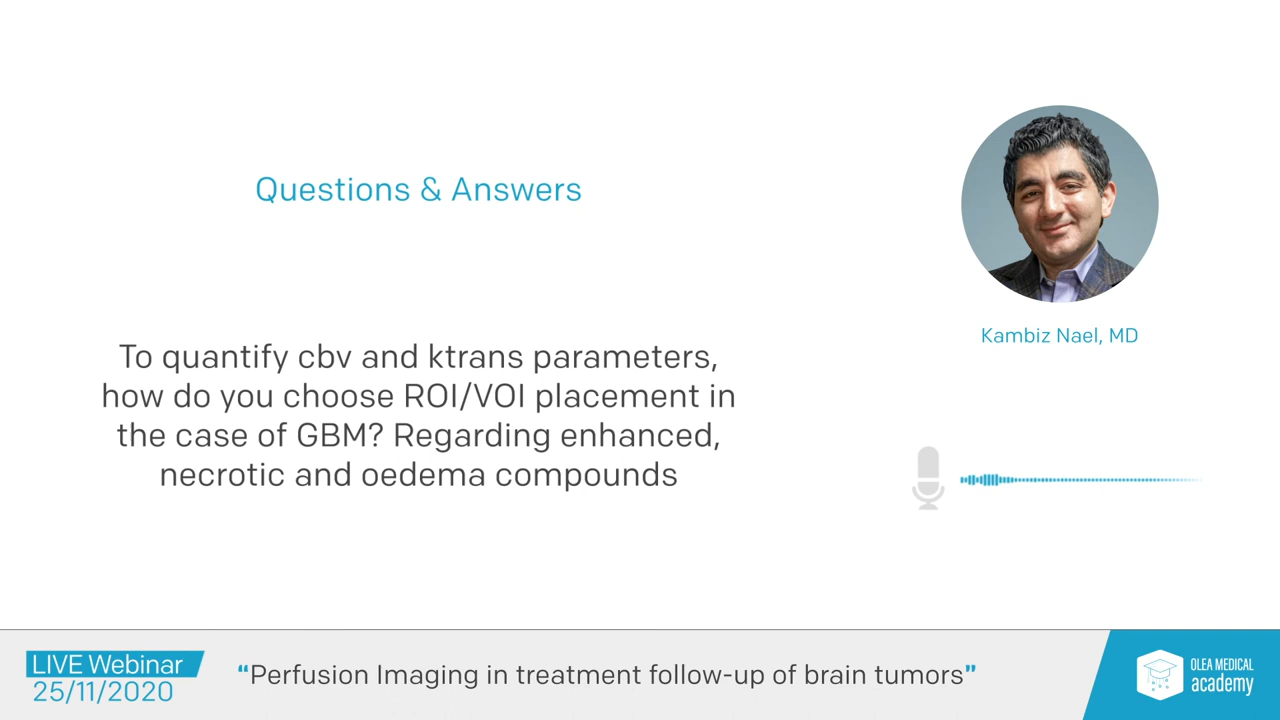 Questions & Answers
Kambiz Nael, MD
To quantify cbv and ktrans parameters,
how do you choose ROI/VOI placement in
the case of GBM? Regarding enhanced,
necrotic and oedema compounds
LIVE Webinar
25/11/2020
“Perfusion Imaging in treatment follow-up of brain tumors”
OLEA MEDICAL
academy